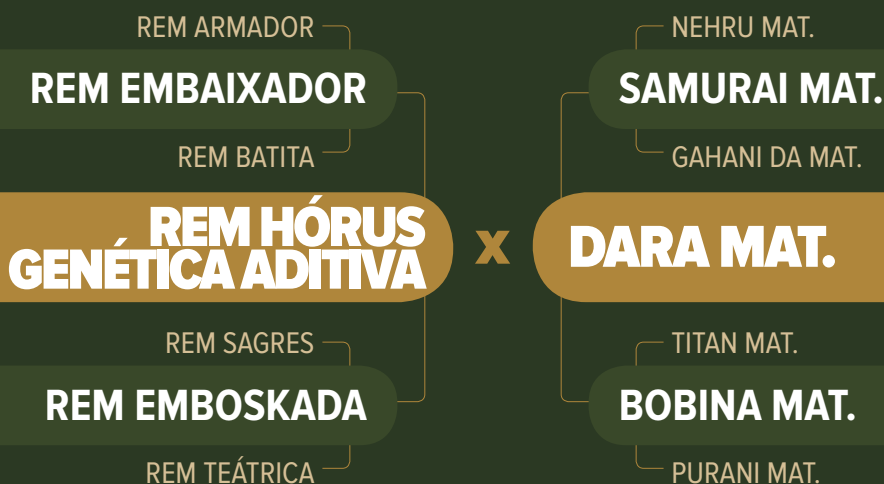 REM ARMADOR
REM EMBAIXADOR
REM BATITA
REM HÓRUS
GENÉTICA ADITIVA
REM SAGRES
REM EMBOSKADA
REM TEÁTRICA
X
NEHRU MAT.
SAMURAI MAT.
GAHANI DA MAT.
DARA MAT.
TITAN MAT.
BOBINA MAT.
PURANI MAT.